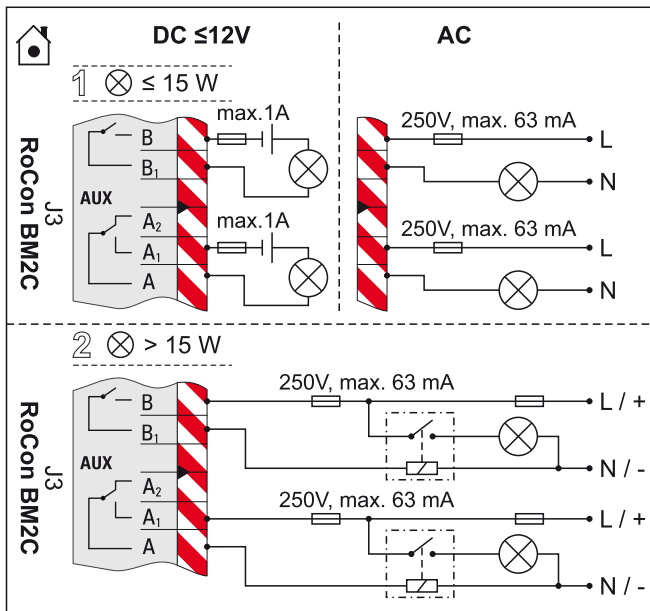 DC ≤12V
AC
1 ≤ 15 W
max.1A
250V, max. 63 mA
B
L
B1
N
AUX
A2
max.1A
250V, max. 63 mA
A1
L
A
N
J3
RoCon BM2C
2 > 15 W
250V, max. 63 mA
B
L / +
B1
AUX
N / -
A2
250V, max. 63 mA
A1
L / +
A
N / -
J3
RoCon BM2C